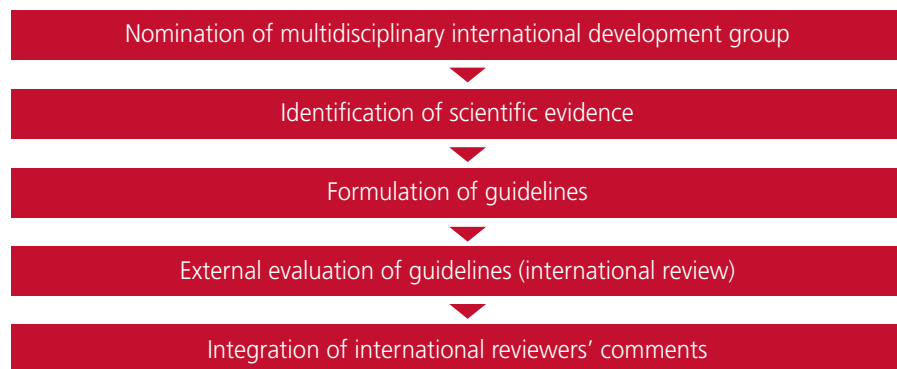 Nomination of multidisciplinary international development group
Identification of scientific evidence
Formulation of guidelines
External evaluation of guidelines (international review)
Integration of international reviewers’ comments